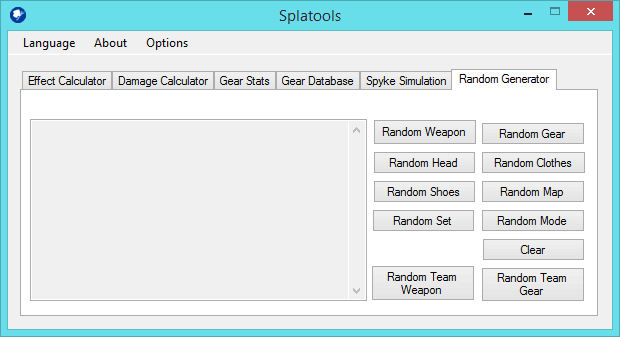 Splatools
Language About Options
Effect Calculator Damage Calculator Gear Stats Gear Database Spyke Simulation Random Generator
Random Weapon Random Gear
Random Head Random Clothes
Random Shoes Random Map
Random Set Random Mode
Clear
Random Team Weapon
Random Team Gear